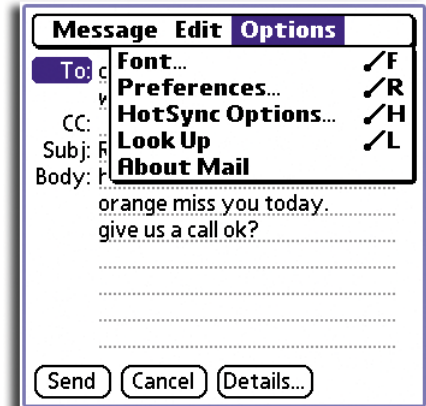 Message Edit Options
To: c
Font... /F
Preferences... /R
HotSync Options... /H
CC:
Look Up /L
Subj: R
About Mail
Body: h
orange miss you today.
give us a call ok?
Send Cancel Details...